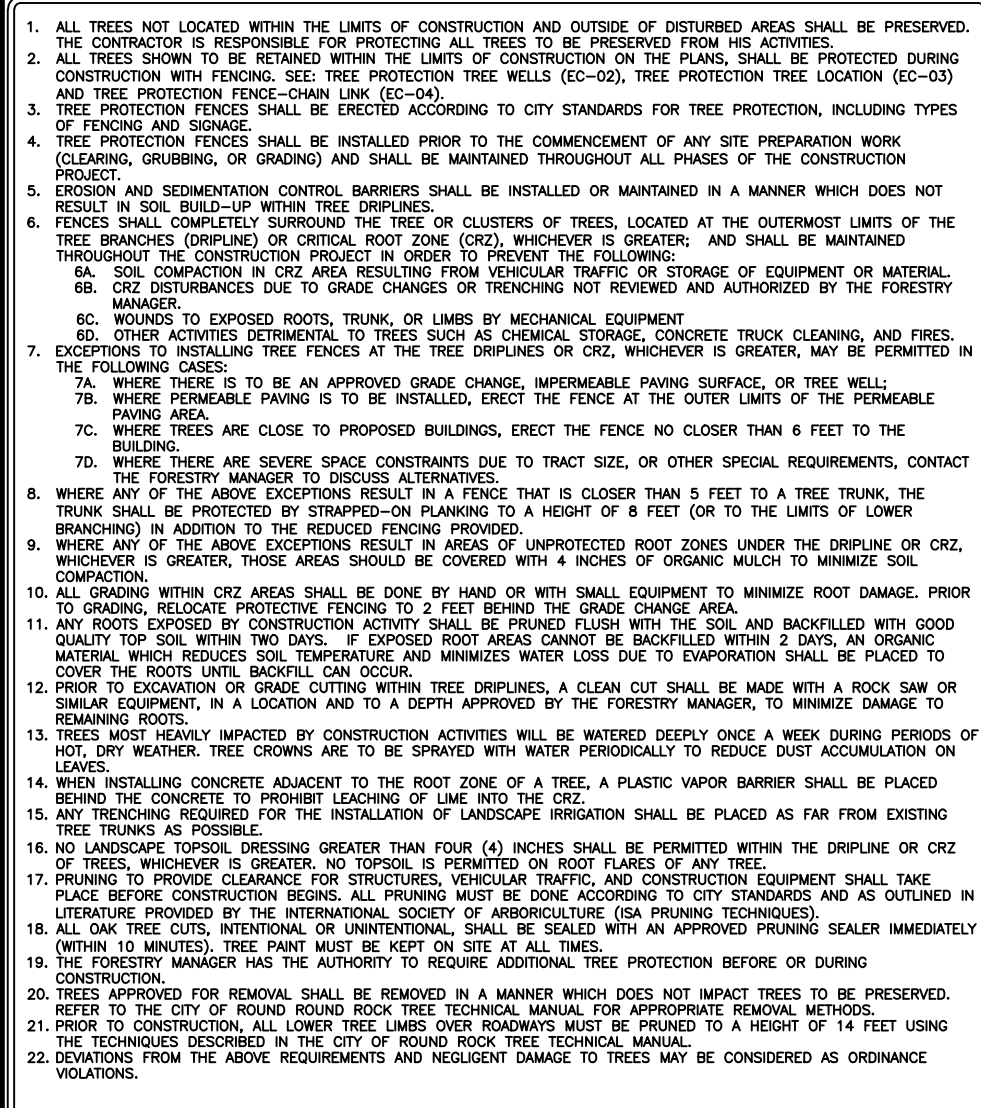 1. ALL TREES NOT LOCATED WITHIN THE LIMITS OF CONSTRUCTION AND OUTSIDE OF DISTURBED AREAS SHALL BE PRESERVED.
THE CONTRACTOR IS RESPONSIBLE FOR PROTECTING ALL TREES TO BE PRESERVED FROM HIS ACTIVITIES.
2. ALL TREES SHOWN TO BE RETAINED WITHIN THE LIMITS OF CONSTRUCTION ON THE PLANS, SHALL BE PROTECTED DURING
CONSTRUCTION WITH FENCING. SEE: TREE PROTECTION TREE WELLS (EC-02), TREE PROTECTION TREE LOCATION (EC-03)
AND TREE PROTECTION FENCE-CHAIN LINK (EC-04).
3. TREE PROTECTION FENCES SHALL BE ERECTED ACCORDING TO CITY STANDARDS FOR TREE PROTECTION, INCLUDING TYPES
OF FENCING AND SIGNAGE.
4. TREE PROTECTION FENCES SHALL BE INSTALLED PRIOR TO THE COMMENCEMENT OF ANY SITE PREPARATION WORK
(CLEARING, GRUBBING, OR GRADING) AND SHALL BE MAINTAINED THROUGHOUT ALL PHASES OF THE CONSTRUCTION
PROJECT.
5. EROSION AND SEDIMENTATION CONTROL BARRIERS SHALL BE INSTALLED OR MAINTAINED IN A MANNER WHICH DOES NOT
RESULT IN SOIL BUILD-UP WITHIN TREE DRIPLINES.
6. FENCES SHALL COMPLETELY SURROUND THE TREE OR CLUSTERS OF TREES, LOCATED AT THE OUTERMOST LIMITS OF THE
TREE BRANCHES (DRIPLINE) OR CRITICAL ROOT ZONE (CRZ), WHICHEVER IS GREATER; AND SHALL BE MAINTAINED
THROUGHOUT THE CONSTRUCTION PROJECT IN ORDER TO PREVENT THE FOLLOWING:
6A. SOIL COMPACTION IN CRZ AREA RESULTING FROM VEHICULAR TRAFFIC OR STORAGE OF EQUIPMENT OR MATERIAL.
6B. CRZ DISTURBANCES DUE TO GRADE CHANGES OR TRENCHING NOT REVIEWED AND AUTHORIZED BY THE FORESTRY
MANAGER.
6C. WOUNDS TO EXPOSED ROOTS, TRUNK, OR LIMBS BY MECHANICAL EQUIPMENT
6D. OTHER ACTIVITIES DETRIMENTAL TO TREES SUCH AS CHEMICAL STORAGE, CONCRETE TRUCK CLEANING, AND FIRES.
7. EXCEPTIONS TO INSTALLING TREE FENCES AT THE TREE DRIPLINES OR CRZ, WHICHEVER IS GREATER, MAY BE PERMITTED IN
THE FOLLOWING CASES:
7A. WHERE THERE IS TO BE AN APPROVED GRADE CHANGE, IMPERMEABLE PAVING SURFACE, OR TREE WELL;
7B. WHERE PERMEABLE PAVING IS TO BE INSTALLED, ERECT THE FENCE AT THE OUTER LIMITS OF THE PERMEABLE
PAVING AREA.
7C. WHERE TREES ARE CLOSE TO PROPOSED BUILDINGS, ERECT THE FENCE NO CLOSER THAN 6 FEET TO THE
BUILDING.
7D. WHERE THERE ARE SEVERE SPACE CONSTRAINTS DUE TO TRACT SIZE, OR OTHER SPECIAL REQUIREMENTS, CONTACT
THE FORESTRY MANAGER TO DISCUSS ALTERNATIVES.
8. WHERE ANY OF THE ABOVE EXCEPTIONS RESULT IN A FENCE THAT IS CLOSER THAN 5 FEET TO A TREE TRUNK, THE
TRUNK SHALL BE PROTECTED BY STRAPPED-ON PLANKING TO A HEIGHT OF 8 FEET (OR TO THE LIMITS OF LOWER
BRANCHING) IN ADDITION TO THE REDUCED FENCING PROVIDED.
9. WHERE ANY OF THE ABOVE EXCEPTIONS RESULT IN AREAS OF UNPROTECTED ROOT ZONES UNDER THE DRIPLINE OR CRZ,
WHICHEVER IS GREATER, THOSE AREAS SHOULD BE COVERED WITH 4 INCHES OF ORGANIC MULCH TO MINIMIZE SOIL
COMPACTION.
10. ALL GRADING WITHIN CRZ AREAS SHALL BE DONE BY HAND OR WITH SMALL EQUIPMENT TO MINIMIZE ROOT DAMAGE. PRIOR
TO GRADING, RELOCATE PROTECTIVE FENCING TO 2 FEET BEHIND THE GRADE CHANGE AREA.
11. ANY ROOTS EXPOSED BY CONSTRUCTION ACTIVITY SHALL BE PRUNED FLUSH WITH THE SOIL AND BACKFILLED WITH GOOD
QUALITY TOP SOIL WITHIN TWO DAYS. IF EXPOSED ROOT AREAS CANNOT BE BACKFILLED WITHIN 2 DAYS, AN ORGANIC
MATERIAL WHICH REDUCES SOIL TEMPERATURE AND MINIMIZES WATER LOSS DUE TO EVAPORATION SHALL BE PLACED TO
COVER THE ROOTS UNTIL BACKFILL CAN OCCUR.
12. PRIOR TO EXCAVATION OR GRADE CUTTING WITHIN TREE DRIPLINES, A CLEAN CUT SHALL BE MADE WITH A ROCK SAW OR
SIMILAR EQUIPMENT, IN A LOCATION AND TO A DEPTH APPROVED BY THE FORESTRY MANAGER, TO MINIMIZE DAMAGE TO
REMAINING ROOTS.
13. TREES MOST HEAVILY IMPACTED BY CONSTRUCTION ACTIVITIES WILL BE WATERED DEEPLY ONCE A WEEK DURING PERIODS OF
HOT, DRY WEATHER. TREE CROWNS ARE TO BE SPRAYED WITH WATER PERIODICALLY TO REDUCE DUST ACCUMULATION ON
LEAVES.
14. WHEN INSTALLING CONCRETE ADJACENT TO THE ROOT ZONE OF A TREE, A PLASTIC VAPOR BARRIER SHALL BE PLACED
BEHIND THE CONCRETE TO PROHIBIT LEACHING OF LIME INTO THE CRZ.
15. ANY TRENCHING REQUIRED FOR THE INSTALLATION OF LANDSCAPE IRRIGATION SHALL BE PLACED AS FAR FROM EXISTING
TREE TRUNKS AS POSSIBLE.
16. NO LANDSCAPE TOPSOIL DRESSING GREATER THAN FOUR (4) INCHES SHALL BE PERMITTED WITHIN THE DRIPLINE OR CRZ
OF TREES, WHICHEVER IS GREATER. NO TOPSOIL IS PERMITTED ON ROOT FLARES OF ANY TREE.
17. PRUNING TO PROVIDE CLEARANCE FOR STRUCTURES, VEHICULAR TRAFFIC, AND CONSTRUCTION EQUIPMENT SHALL TAKE
PLACE BEFORE CONSTRUCTION BEGINS. ALL PRUNING MUST BE DONE ACCORDING TO CITY STANDARDS AND AS OUTLINED IN
LITERATURE PROVIDED BY THE INTERNATIONAL SOCIETY OF ARBORICULTURE (ISA PRUNING TECHNIQUES).
18. ALL OAK TREE CUTS, INTENTIONAL OR UNINTENTIONAL, SHALL BE SEALED WITH AN APPROVED PRUNING SEALER IMMEDIATELY
(WITHIN 10 MINUTES). TREE PAINT MUST BE KEPT ON SITE AT ALL TIMES.
19. THE FORESTRY MANAGER HAS THE AUTHORITY TO REQUIRE ADDITIONAL TREE PROTECTION BEFORE OR DURING
CONSTRUCTION.
20. TREES APPROVED FOR REMOVAL SHALL BE REMOVED IN A MANNER WHICH DOES NOT IMPACT TREES TO BE PRESERVED.
REFER TO THE CITY OF ROUND ROUND ROCK TREE TECHNICAL MANUAL FOR APPROPRIATE REMOVAL METHODS.
21. PRIOR TO CONSTRUCTION, ALL LOWER TREE LIMBS OVER ROADWAYS MUST BE PRUNED TO A HEIGHT OF 14 FEET USING
THE TECHNIQUES DESCRIBED IN THE CITY OF ROUND ROCK TREE TECHNICAL MANUAL.
22. DEVIATIONS FROM THE ABOVE REQUIREMENTS AND NEGLIGENT DAMAGE TO TREES MAY BE CONSIDERED AS ORDINANCE
VIOLATIONS.